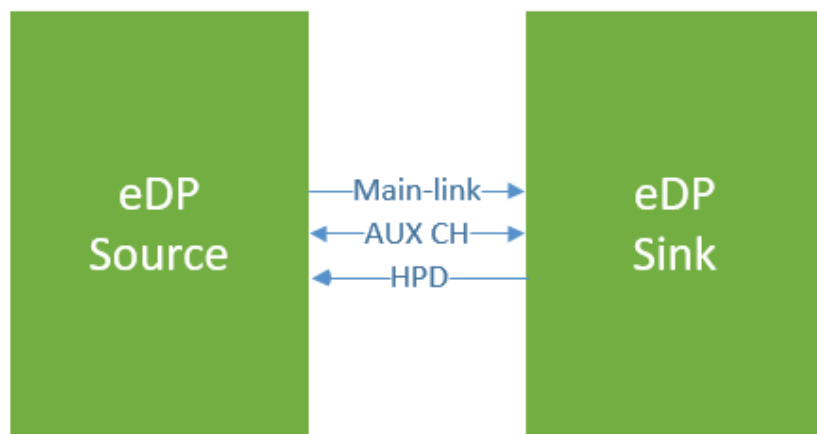 eDP
Source
Main-link
AUX CH
HPD
eDP
Sink